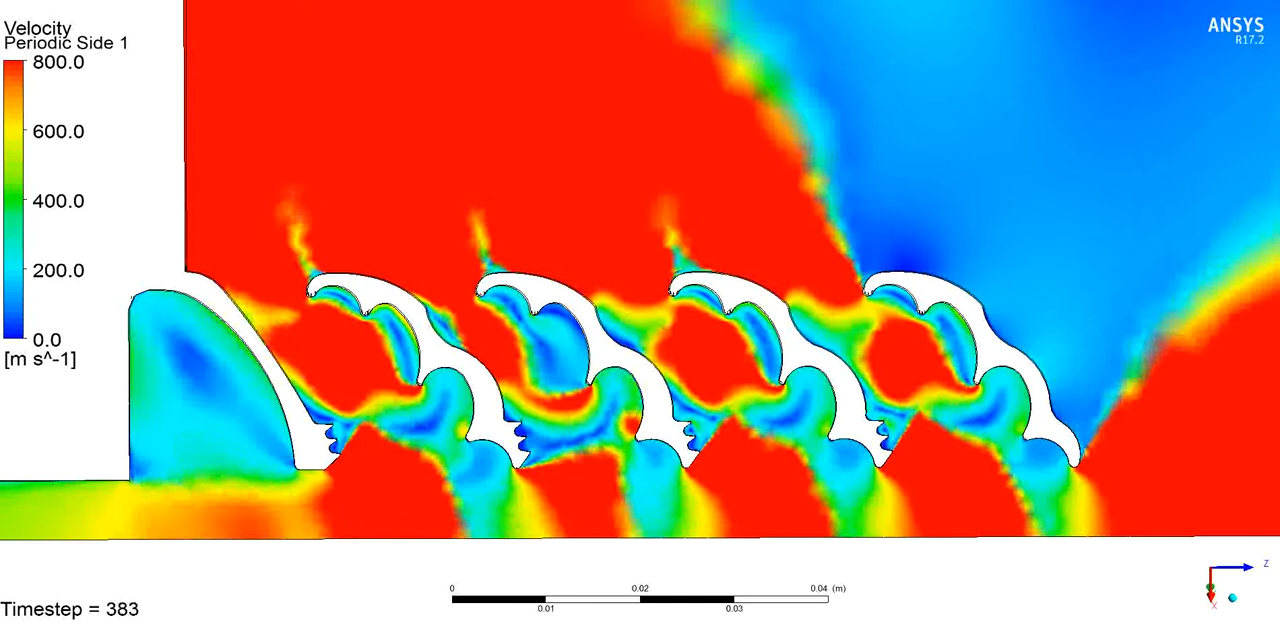 Velocity
Periodic Side 1
800.0
600.0
400.0
200.0
0.0
[m s^-1]
ANSYS
R17.2
0
0.02
0.04 (m)
0.01
0.03
Z
X
Timestep = 383